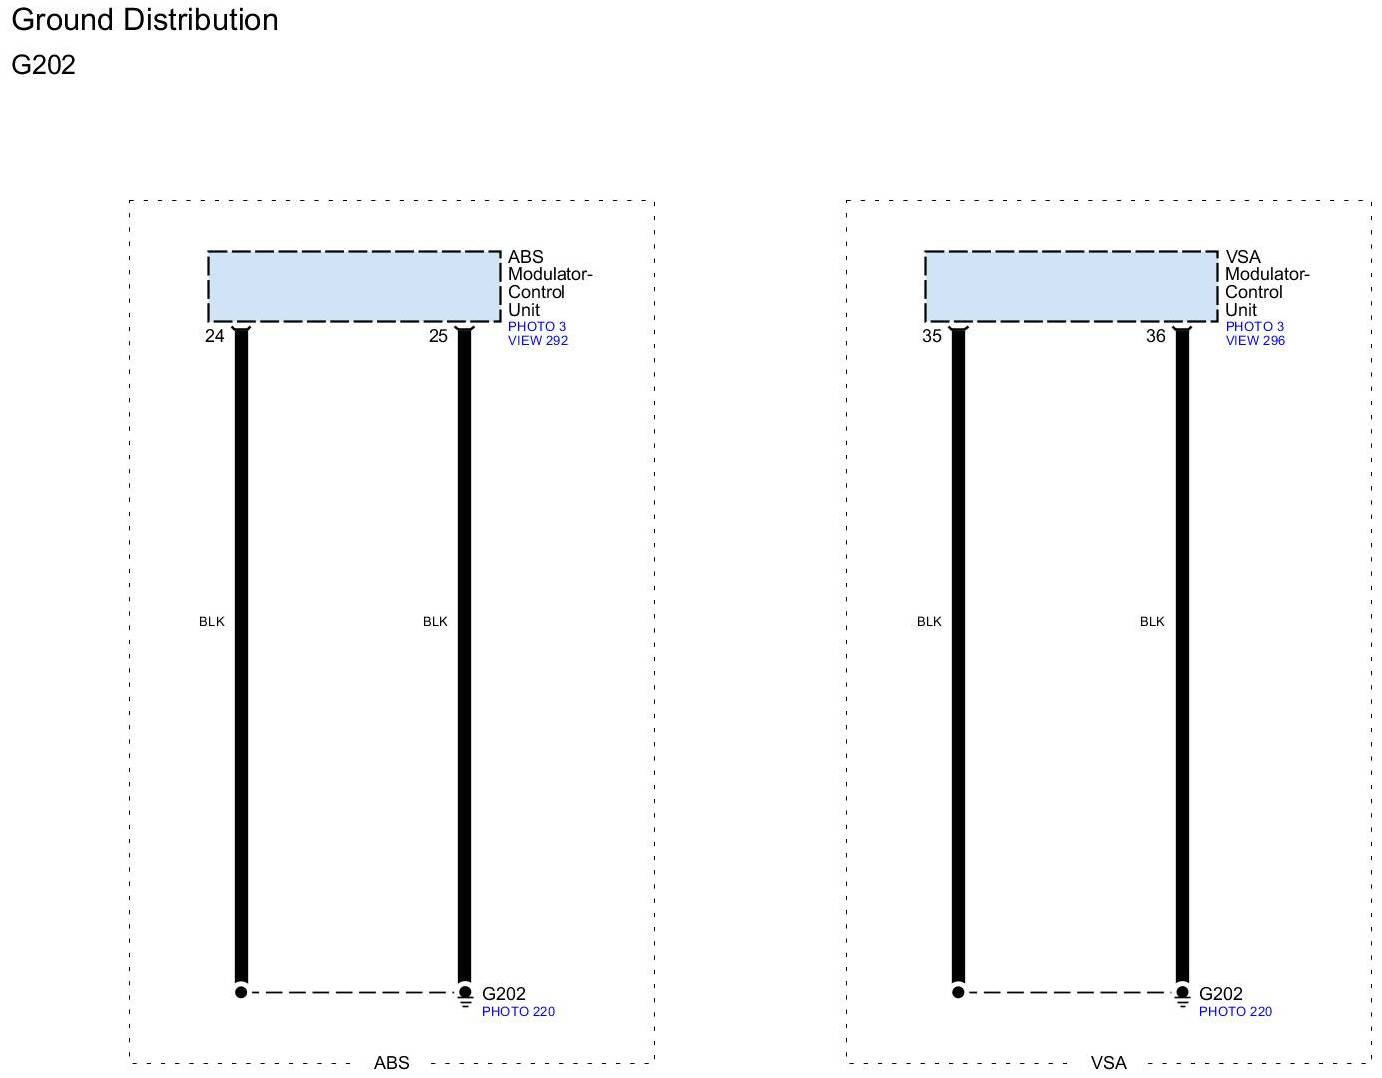 Ground Distribution
G202
ABS
Modulator-
Control
Unit
PHOTO 3
VIEW 292
24
25
BLK
BLK
G202
PHOTO 220
ABS
VSA
Modulator-
Control
Unit
PHOTO 3
VIEW 296
35
36
BLK
BLK
G202
PHOTO 220
VSA